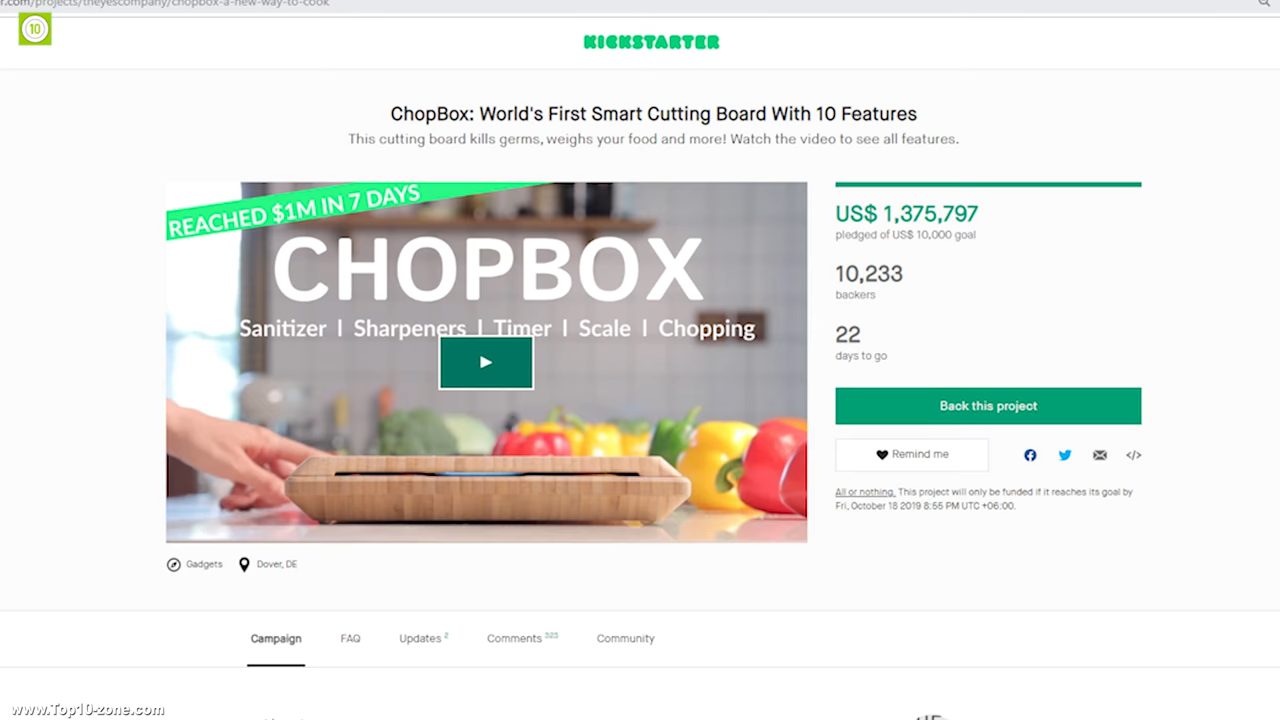 r.com/projects/theyescompany/chopbox-a-new-way-to-cook
10
KICKSTARTER
ChopBox: World's First Smart Cutting Board With 10 Features
This cutting board kills germs, weighs your food and more! Watch the video to see all features.
REACHED $1M IN 7 DAYS
CHOPBOX
Sanitizer | Sharpeners | Timer | Scale | Chopping
US$ 1,375,797
pledged of US$ 10,000 goal
10,233
backers
22
days to go
Back this project
Remind me
</>
All or nothing. This project will only be funded if it reaches its goal by
Fri, October 18 2019 8:55 PM UTC +06:00.
Gadgets Dover, DE
Campaign FAQ Updates 2 Comments 323 Community
www.Top10-zone.com